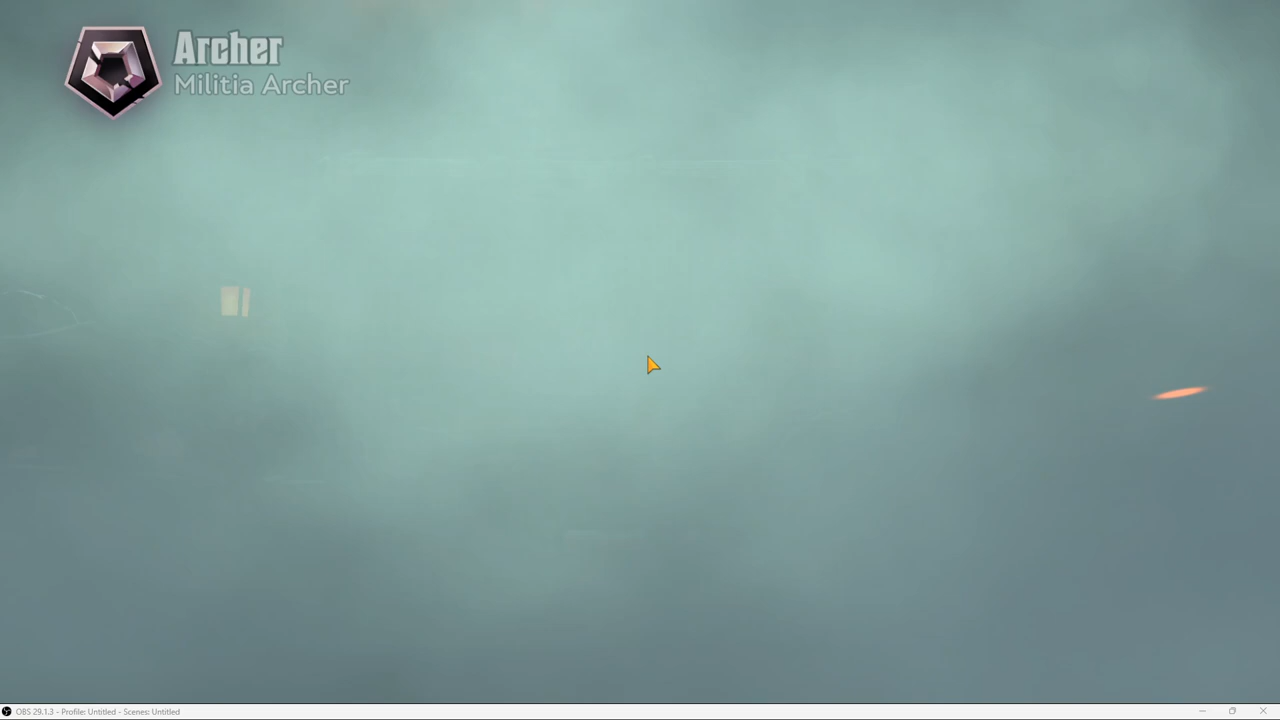 Archer
Militia Archer
OBS 29.1.3 - Profile: Untitled - Scenes: Untitled